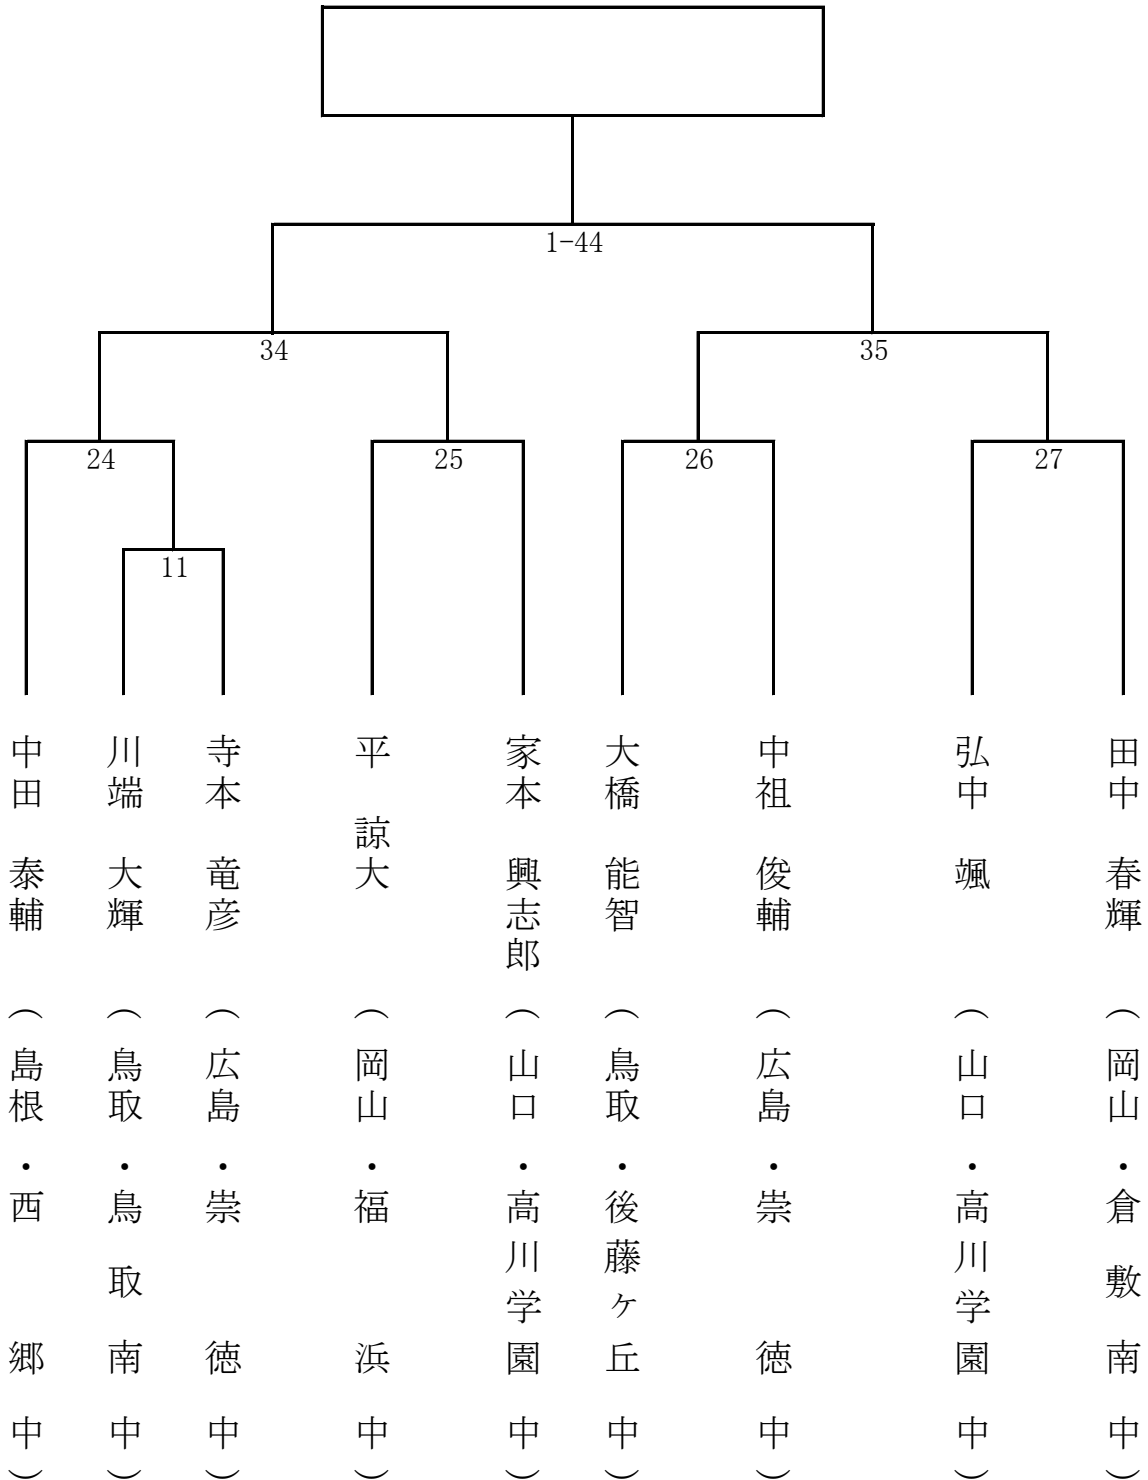 1-44
34
35
24
25
26
27
11
中田 泰輔 （島根・西郷中）
川端 大輝 （鳥取・鳥取南中）
寺本 竜彦 （広島・崇徳中）
平 諒大 （岡山・福浜中）
家本 興志郎 （山口・高川学園中）
大橋 能智 （鳥取・後藤ヶ丘中）
中祖 俊輔 （広島・崇徳中）
弘中 颯 （山口・高川学園中）
田中 春輝 （岡山・倉敷南中）